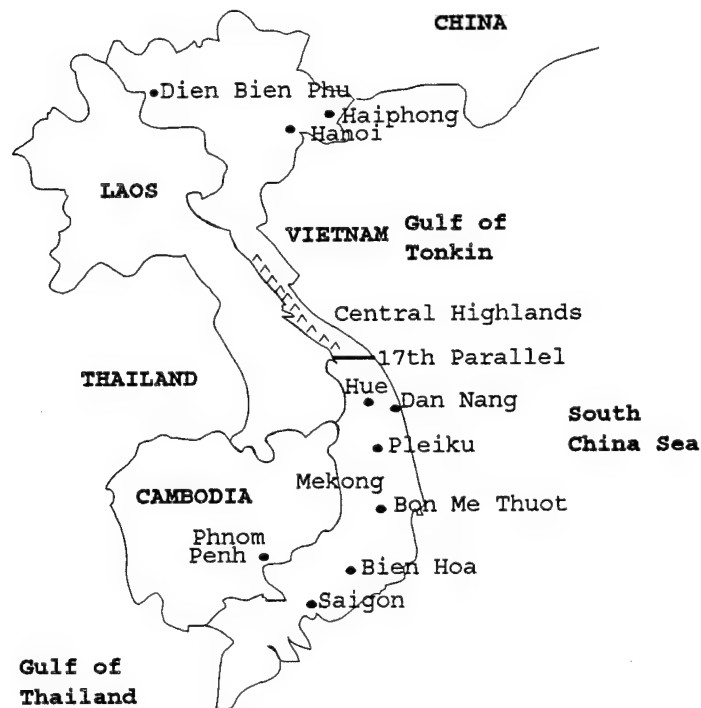 CHINA
Dien Bien Phu
Haiphong
Hanoi
LAOS
VIETNAM
Gulf of
Tonkin
Central Highlands
17th Parallel
THAILAND
Hue
Dan Nang
South
China Sea
Pleiku
Mekong
CAMBODIA
Bon Me Thuot
Phnom
Penh
Bien Hoa
Saigon
Gulf of
Thailand